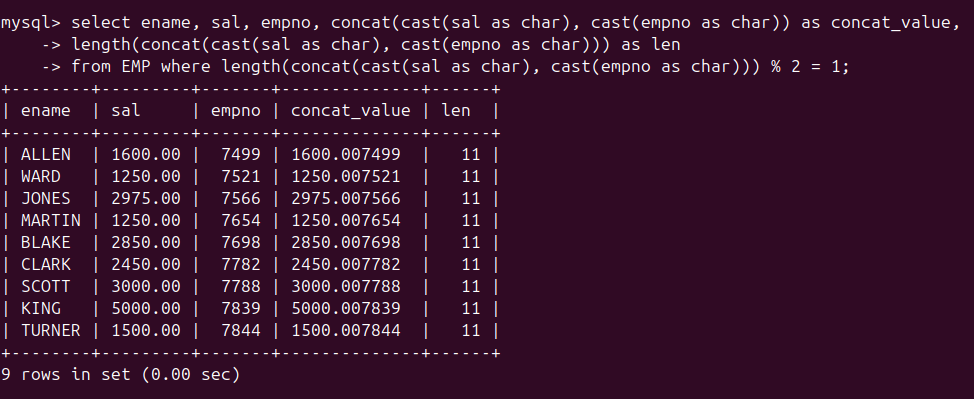 mysql> select ename, sal, empno, concat(cast(sal as char), cast(empno as char)) as concat_value,
    -> length(concat(cast(sal as char), cast(empno as char))) as len
    -> from EMP where length(concat(cast(sal as char), cast(empno as char))) % 2 = 1;
+--------+---------+-------+--------------+------+
| ename  | sal     | empno | concat_value | len  |
+--------+---------+-------+--------------+------+
| ALLEN  | 1600.00 |  7499 | 1600.007499  |   11 |
| WARD   | 1250.00 |  7521 | 1250.007521  |   11 |
| JONES  | 2975.00 |  7566 | 2975.007566  |   11 |
| MARTIN | 1250.00 |  7654 | 1250.007654  |   11 |
| BLAKE  | 2850.00 |  7698 | 2850.007698  |   11 |
| CLARK  | 2450.00 |  7782 | 2450.007782  |   11 |
| SCOTT  | 3000.00 |  7788 | 3000.007788  |   11 |
| KING   | 5000.00 |  7839 | 5000.007839  |   11 |
| TURNER | 1500.00 |  7844 | 1500.007844  |   11 |
+--------+---------+-------+--------------+------+
9 rows in set (0.00 sec)